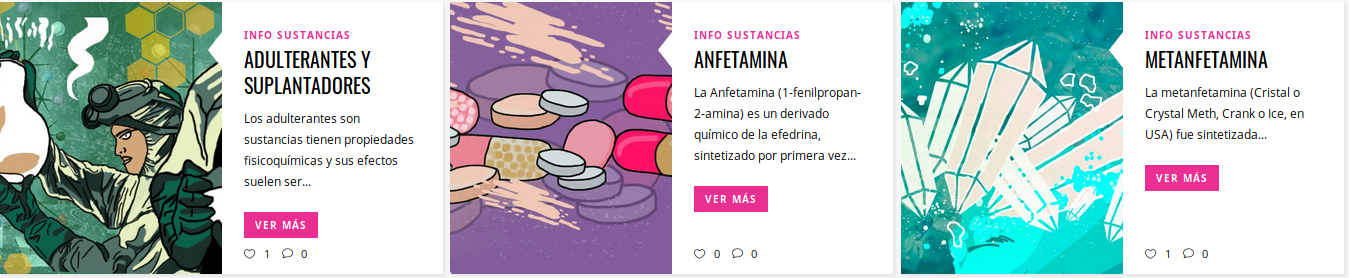 INFO SUSTANCIAS
ADULTERANTES Y
SUPLANTADORES
Los adulterantes son
sustancias tienen propiedades
fisicoquímicas y sus efectos
suelen ser...
VER MÁS
1 0
INFO SUSTANCIAS
ANFETAMINA
La Anfetamina (1-fenilpropan-
2-amina) es un derivado
químico de la efedrina,
sintetizado por primera vez...
VER MÁS
0 0
INFO SUSTANCIAS
METANFETAMINA
La metanfetamina (Cristal o
Crystal Meth, Crank o Ice, en
USA) fue sintetizada...
VER MÁS
1 0